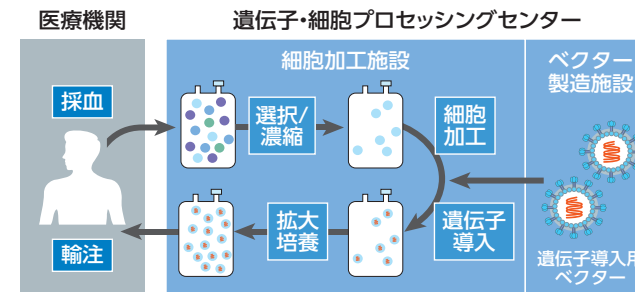 医療機関
遺伝子・細胞プロセッシングセンター
細胞加工施設
ベクター
製造施設
採血
選択/
濃縮
細胞
加工
輸注
拡大
培養
遺伝子
導入
遺伝子導入用
ベクター